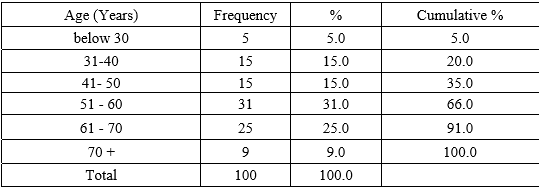 Age (Years) Frequency % Cumulative %
below 30 5 5.0 5.0
31-40 15 15.0 20.0
41- 50 15 15.0 35.0
51 - 60 31 31.0 66.0
61 - 70 25 25.0 91.0
70 + 9 9.0 100.0
Total 100 100.0